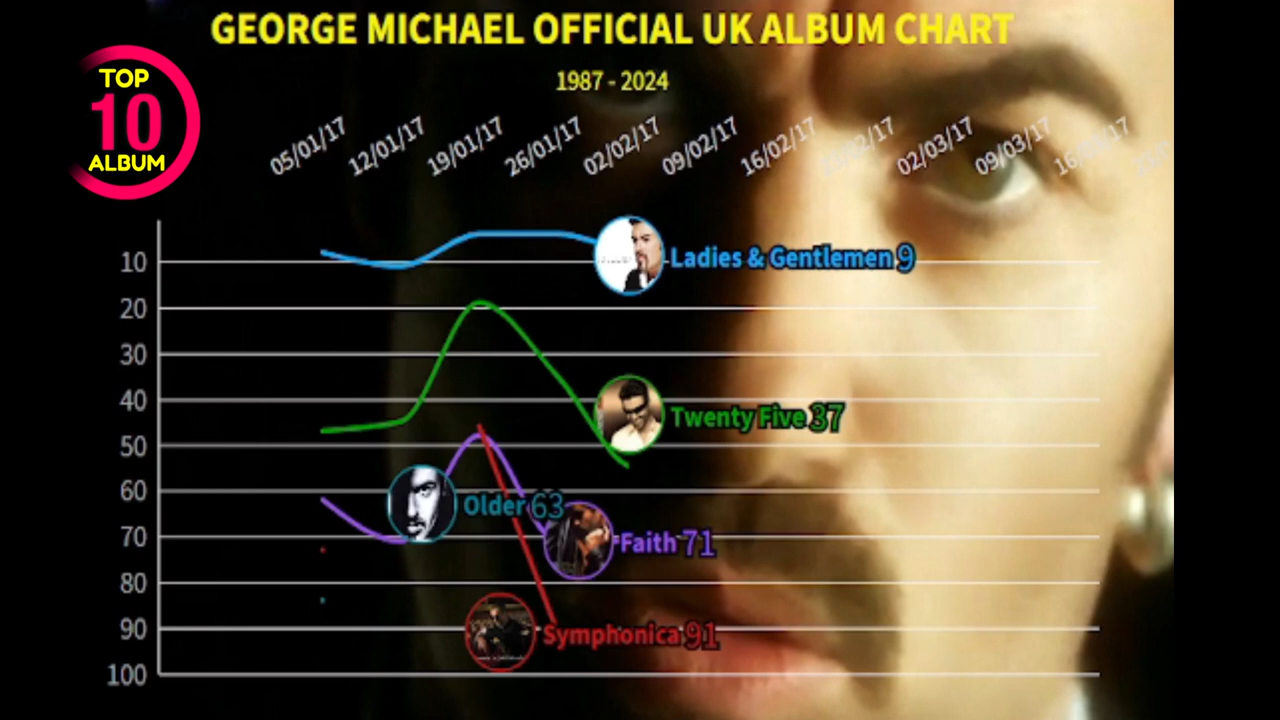 GEORGE MICHAEL OFFICIAL UK ALBUM CHART
1987 - 2024
TOP
10
ALBUM
05/01/17
12/01/17
19/01/17
26/01/17
02/02/17
09/02/17
16/02/17
02/03/17
09/03/17
10
20
30
40
50
60
70
80
90
100
Ladies & Gentlemen 9
Twenty Five 37
Older 63
Faith 71
Symphonica 91